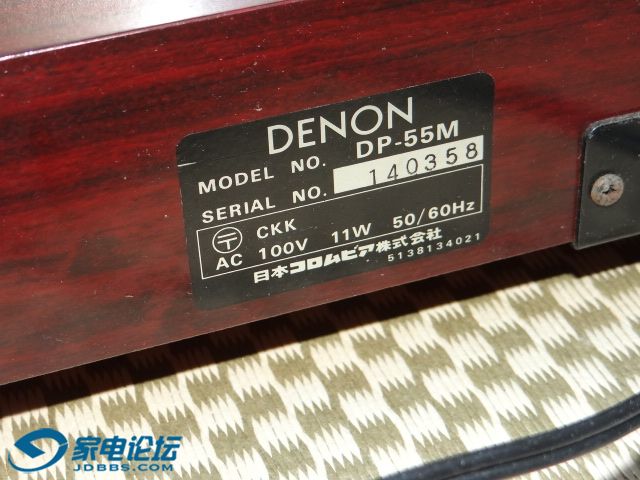 DENON
MODEL NO. DP-55M
SERIAL NO. 140358
〒 CKK
AC 100V 11W 50/60Hz
日本コロムビア株式会社
5138134021
家电论坛
JDBBS.COM